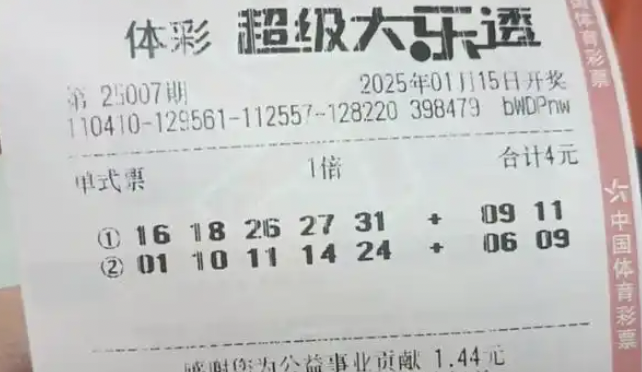 体彩 超级大乐透
第 25007期 2025年01月15日开奖
110410-129561-112557-128220 398479 bWDPnw
单式票 1倍 合计4元
① 16 18 26 27 31 + 09 11
② 01 10 11 14 24 + 06 09
感谢您为公益事业贡献 1.44元
国体育彩票
中国体育彩票